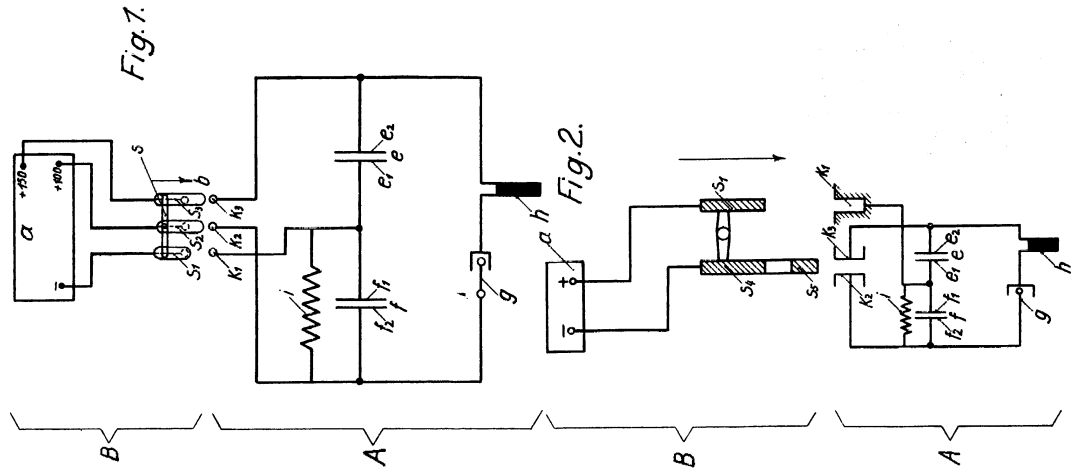 Fig.1.
a
+150
+100
−
s
b
S1
S2
S3
K1
K2
K3
i
e1
e2
e
f1
f2
f
g
h
B
A
Fig.2.
a
+
−
S1
S4
S5
K1
K2
K3
i
e1
e2
e
f1
f2
f
g
h
B
A